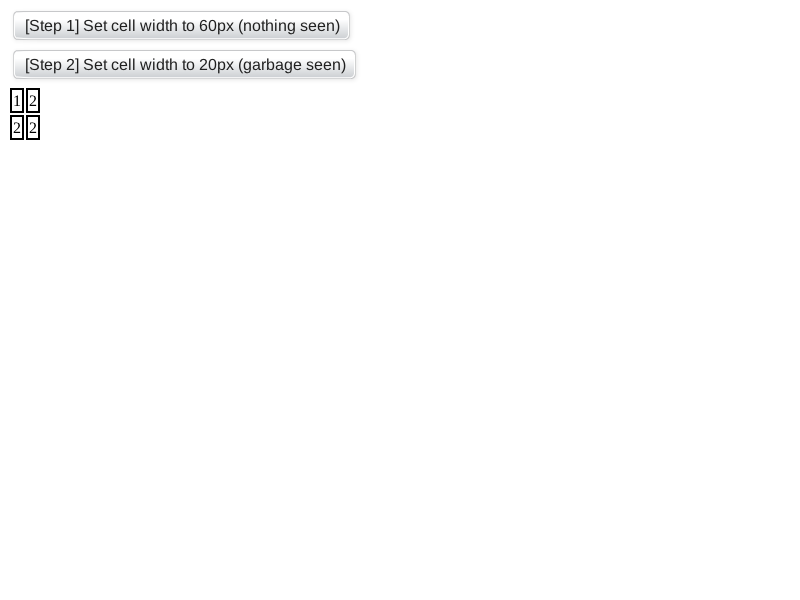 [Step 1] Set cell width to 60px (nothing seen)
[Step 2] Set cell width to 20px (garbage seen)
1 2
2 2